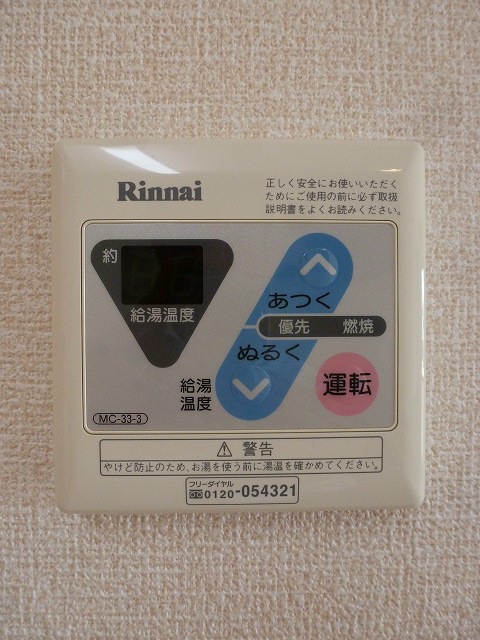 Rinnai
正しく安全にお使いいただく
ためにご使用の前に必ず取扱
説明書をよくお読みください。
約
給湯温度
あつく
優先 燃焼
ぬるく
給湯
温度
運転
MC-33-3
⚠ 警告
やけど防止のため、お湯を使う前に湯温を確かめてください。
フリーダイヤル
0120-054321